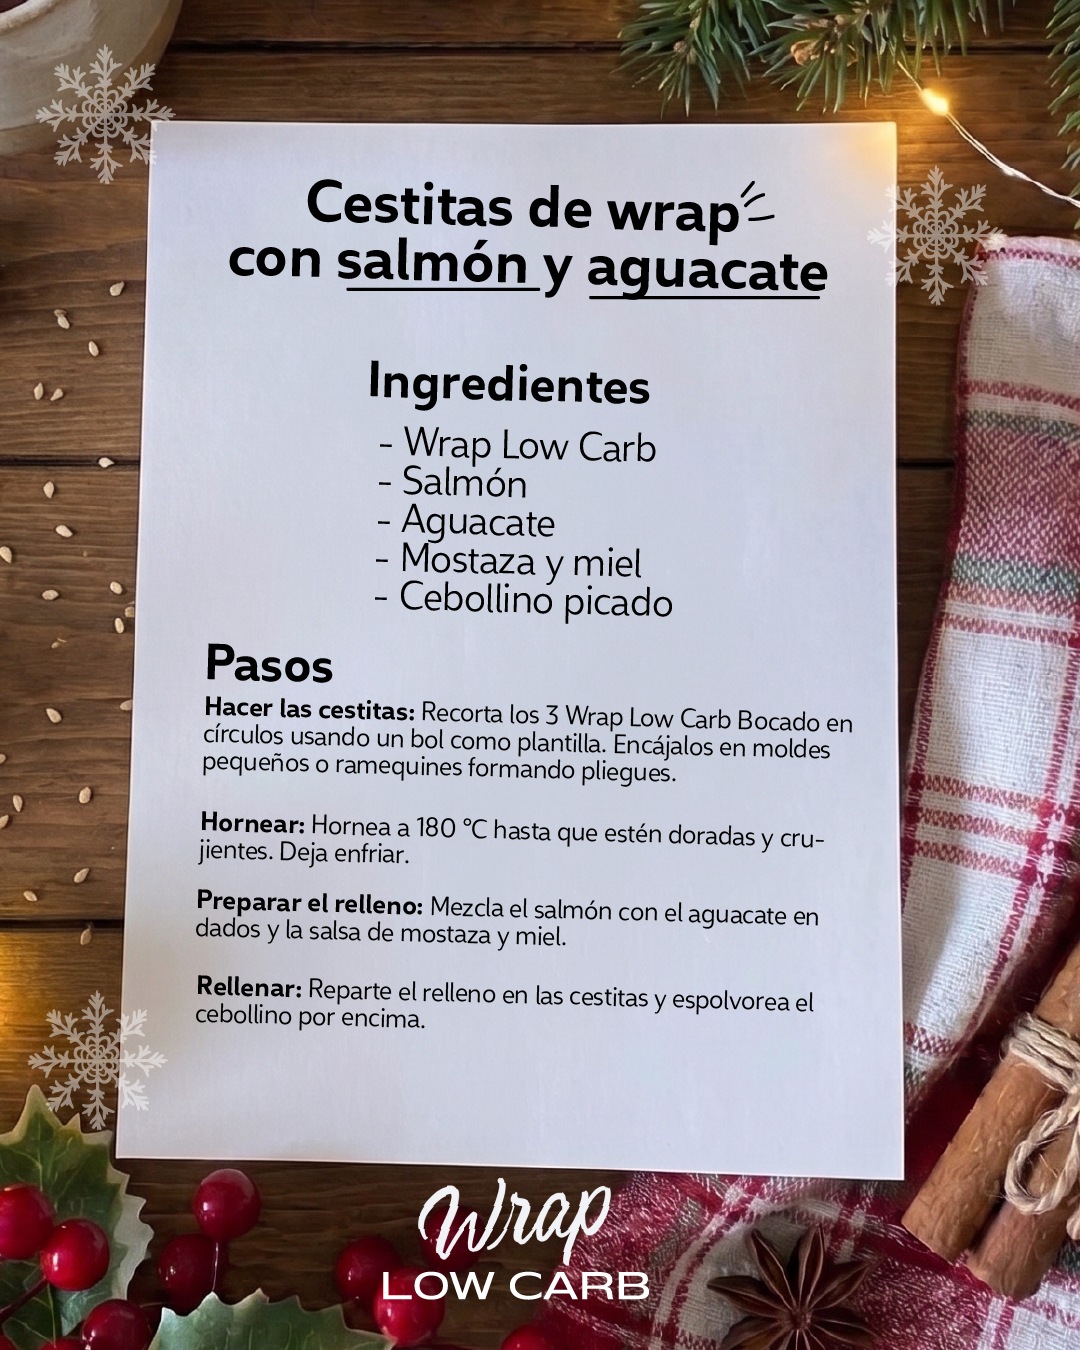 Cestitas de wrap
con salmón y aguacate
Ingredientes
- Wrap Low Carb
- Salmón
- Aguacate
- Mostaza y miel
- Cebollino picado
Pasos
Hacer las cestitas: Recorta los 3 Wrap Low Carb Bocado en
círculos usando un bol como plantilla. Encájalos en moldes
pequeños o ramequines formando pliegues.
Hornear: Hornea a 180 °C hasta que estén doradas y cru-
jientes. Deja enfriar.
Preparar el relleno: Mezcla el salmón con el aguacate en
dados y la salsa de mostaza y miel.
Rellenar: Reparte el relleno en las cestitas y espolvorea el
cebollino por encima.
Wrap
LOW CARB